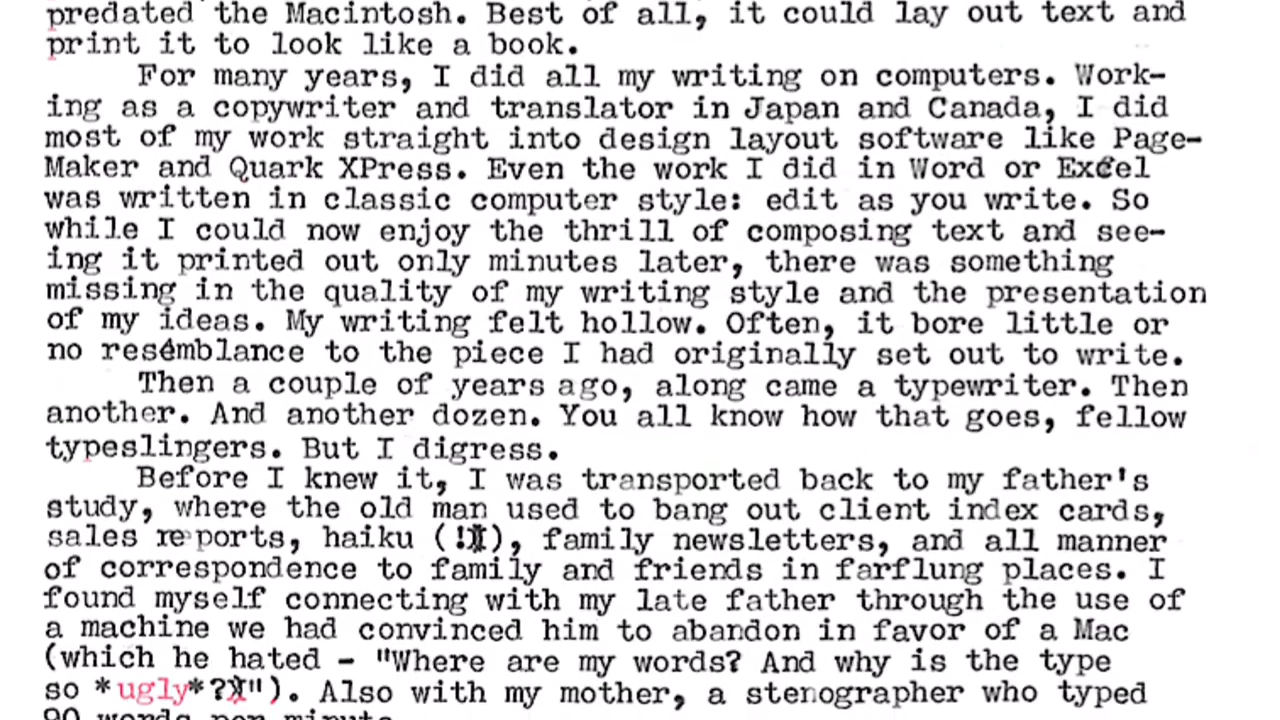 predated the Macintosh. Best of all, it could lay out text and
print it to look like a book.
For many years, I did all my writing on computers. Work-
ing as a copywriter and translator in Japan and Canada, I did
most of my work straight into design layout software like Page-
Maker and Quark XPress. Even the work I did in Word or Excel
was written in classic computer style: edit as you write. So
while I could now enjoy the thrill of composing text and see-
ing it printed out only minutes later, there was something
missing in the quality of my writing style and the presentation
of my ideas. My writing felt hollow. Often, it bore little or
no resemblance to the piece I had originally set out to write.
Then a couple of years ago, along came a typewriter. Then
another. And another dozen. You all know how that goes, fellow
typeslingers. But I digress.
Before I knew it, I was transported back to my father's
study, where the old man used to bang out client index cards,
sales reports, haiku (!), family newsletters, and all manner
of correspondence to family and friends in farflung places. I
found myself connecting with my late father through the use of
a machine we had convinced him to abandon in favor of a Mac
(which he hated - "Where are my words? And why is the type
so *ugly*?"). Also with my mother, a stenographer who typed
90 words per minute